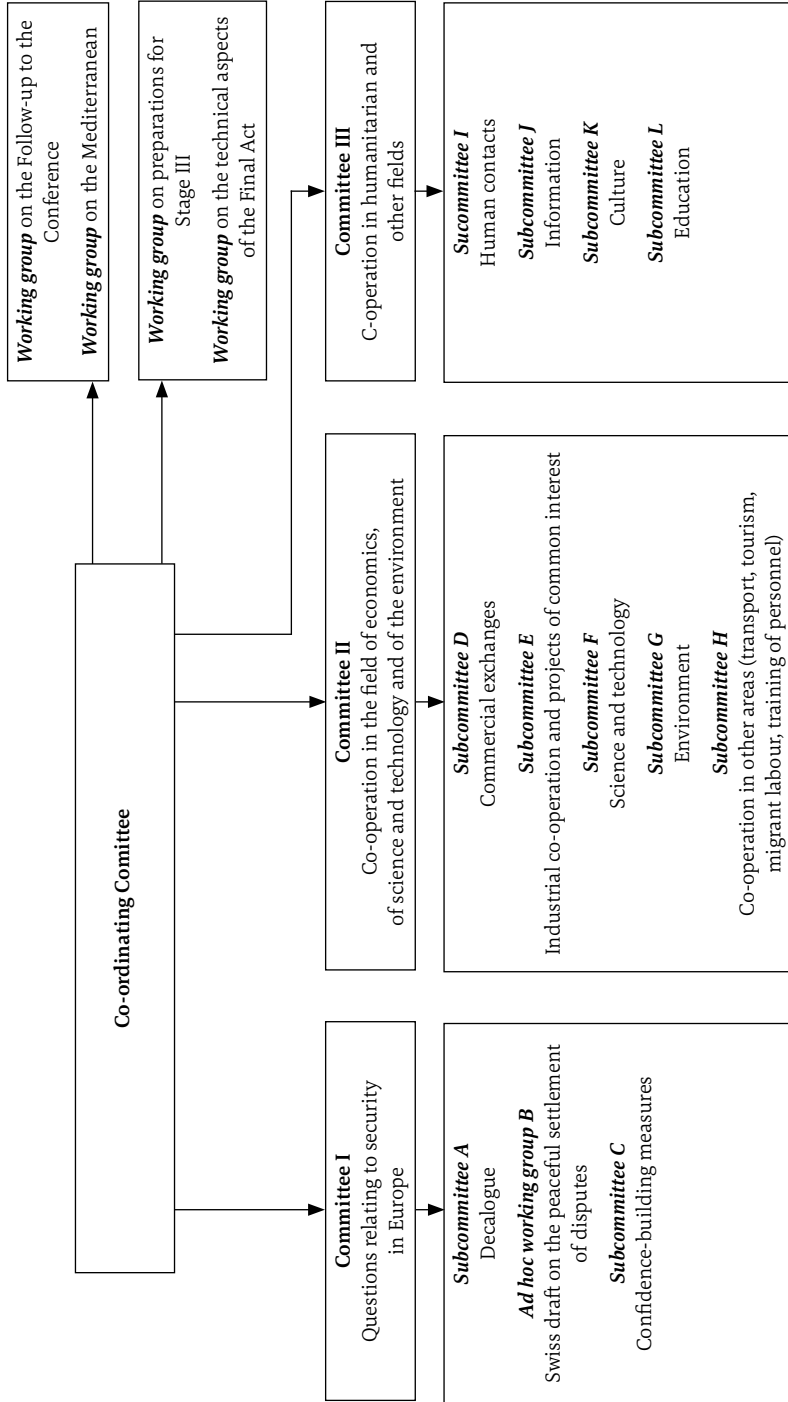 Co-ordinating Comittee
Working group on the Follow-up to the
Conference
Working group on the Mediterranean
Working group on preparations for
Stage III
Working group on the technical aspects
of the Final Act
Committee I
Questions relating to security
in Europe
Subcommittee A
Decalogue
Ad hoc working group B
Swiss draft on the peaceful settlement
of disputes
Subcommittee C
Confidence-building measures
Committee II
Co-operation in the field of economics,
of science and technology and of the environment
Subcommittee D
Commercial exchanges
Subcommittee E
Industrial co-operation and projects of common interest
Subcommittee F
Science and technology
Subcommittee G
Environment
Subcommittee H
Co-operation in other areas (transport, tourism,
migrant labour, training of personnel)
Committee III
C-operation in humanitarian and
other fields
Sucommittee I
Human contacts
Subcommittee J
Information
Subcommittee K
Culture
Subcommittee L
Education